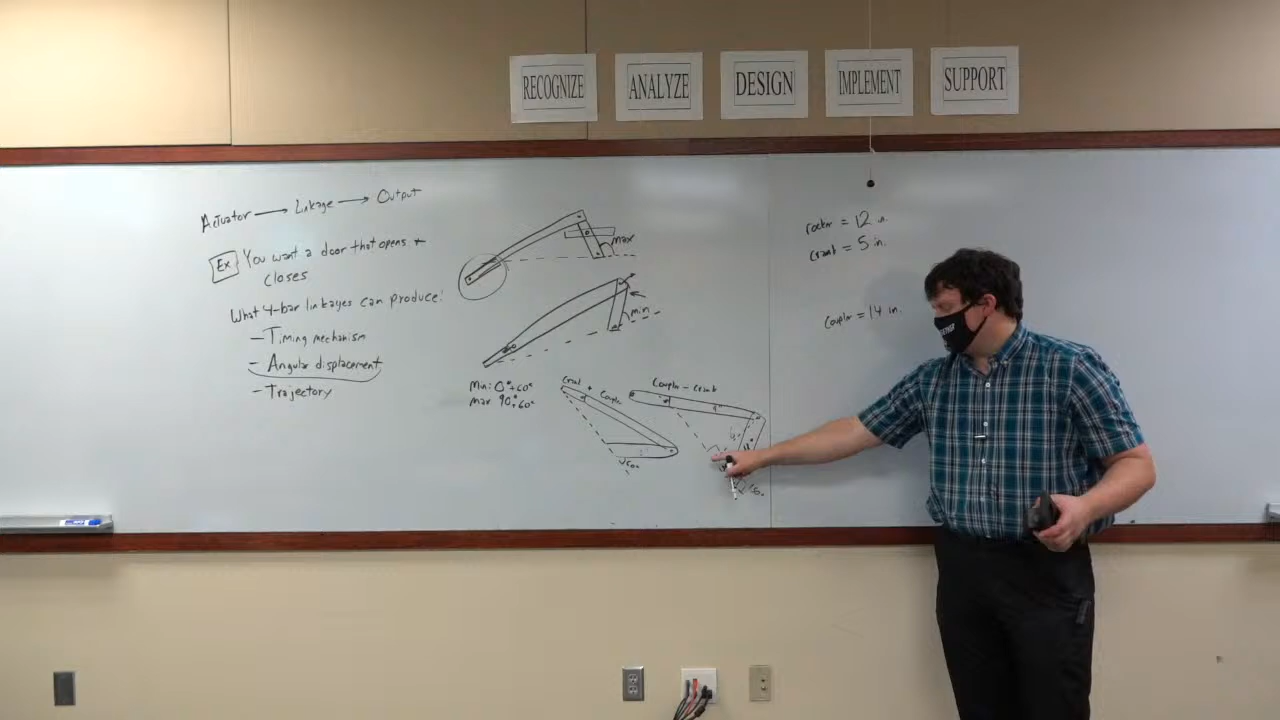 RECOGNIZE
ANALYZE
DESIGN
IMPLEMENT
SUPPORT
Actuator → Linkage → Output
Ex You want a door that opens +
closes
What 4-bar linkages can produce:
- Timing mechanism
- Angular displacement
- Trajectory
max
min
Min: 0° +60°
max 90° +60°
Crank + Coupler
Coupler - crank
rocker = 12 in.
crank = 5 in.
Coupler = 14 in.